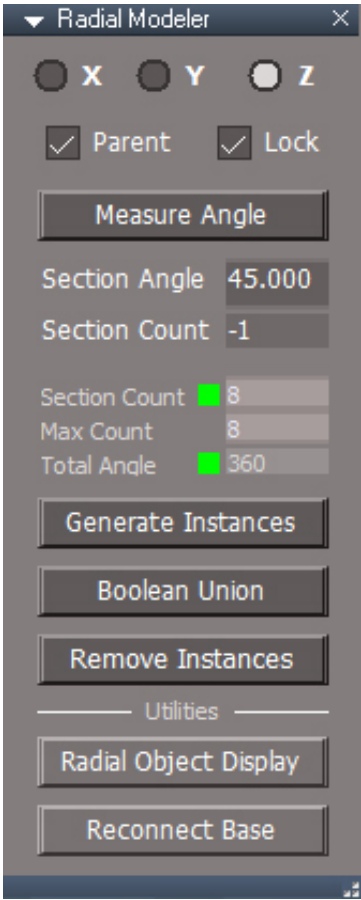 Radial Modeler
X Y Z
Parent Lock
Measure Angle
Section Angle 45.000
Section Count -1
Section Count 8
Max Count 8
Total Angle 360
Generate Instances
Boolean Union
Remove Instances
Utilities
Radial Object Display
Reconnect Base